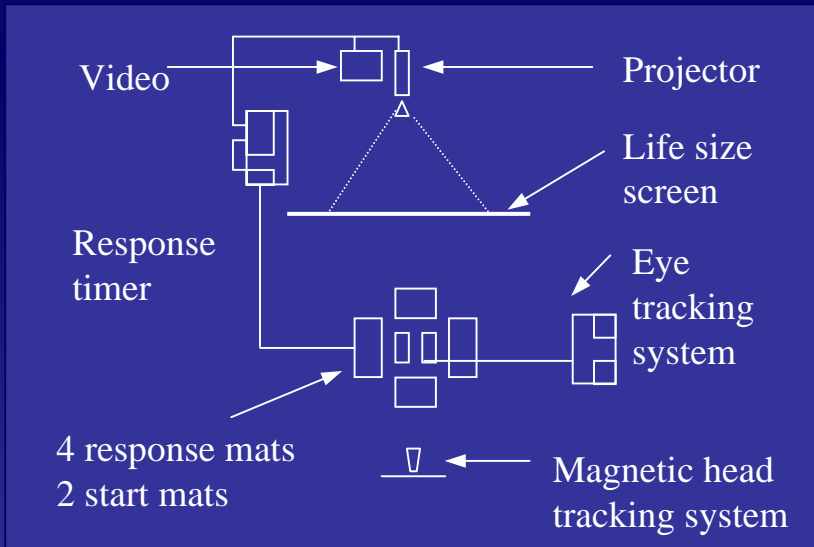 Video
Projector
Life size
screen
Response
timer
Eye
tracking
system
4 response mats
2 start mats
Magnetic head
tracking system